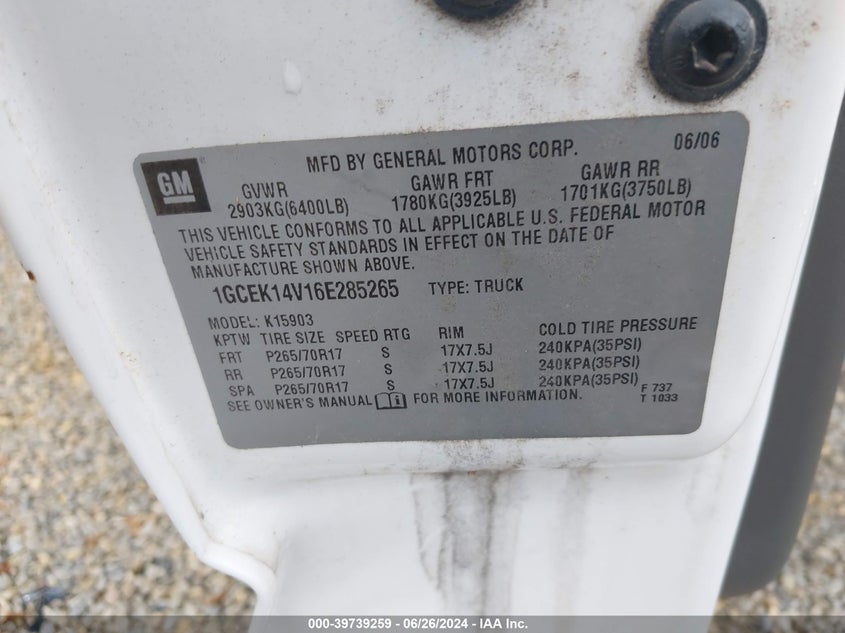 MFD BY GENERAL MOTORS CORP. 06/06
GM
GVWR GAWR FRT GAWR RR
2903KG(6400LB) 1780KG(3925LB) 1701KG(3750LB)
THIS VEHICLE CONFORMS TO ALL APPLICABLE U.S. FEDERAL MOTOR
VEHICLE SAFETY STANDARDS IN EFFECT ON THE DATE OF
MANUFACTURE SHOWN ABOVE.
1GCEK14V16E285265 TYPE: TRUCK
MODEL: K15903
KPTW TIRE SIZE SPEED RTG RIM COLD TIRE PRESSURE
FRT P265/70R17 S 17X7.5J 240KPA(35PSI)
RR P265/70R17 S 17X7.5J 240KPA(35PSI)
SPA P265/70R17 S 17X7.5J 240KPA(35PSI)
SEE OWNER'S MANUAL i FOR MORE INFORMATION.
F 737
T 1033
000-39739259 - 06/26/2024 - IAA Inc.